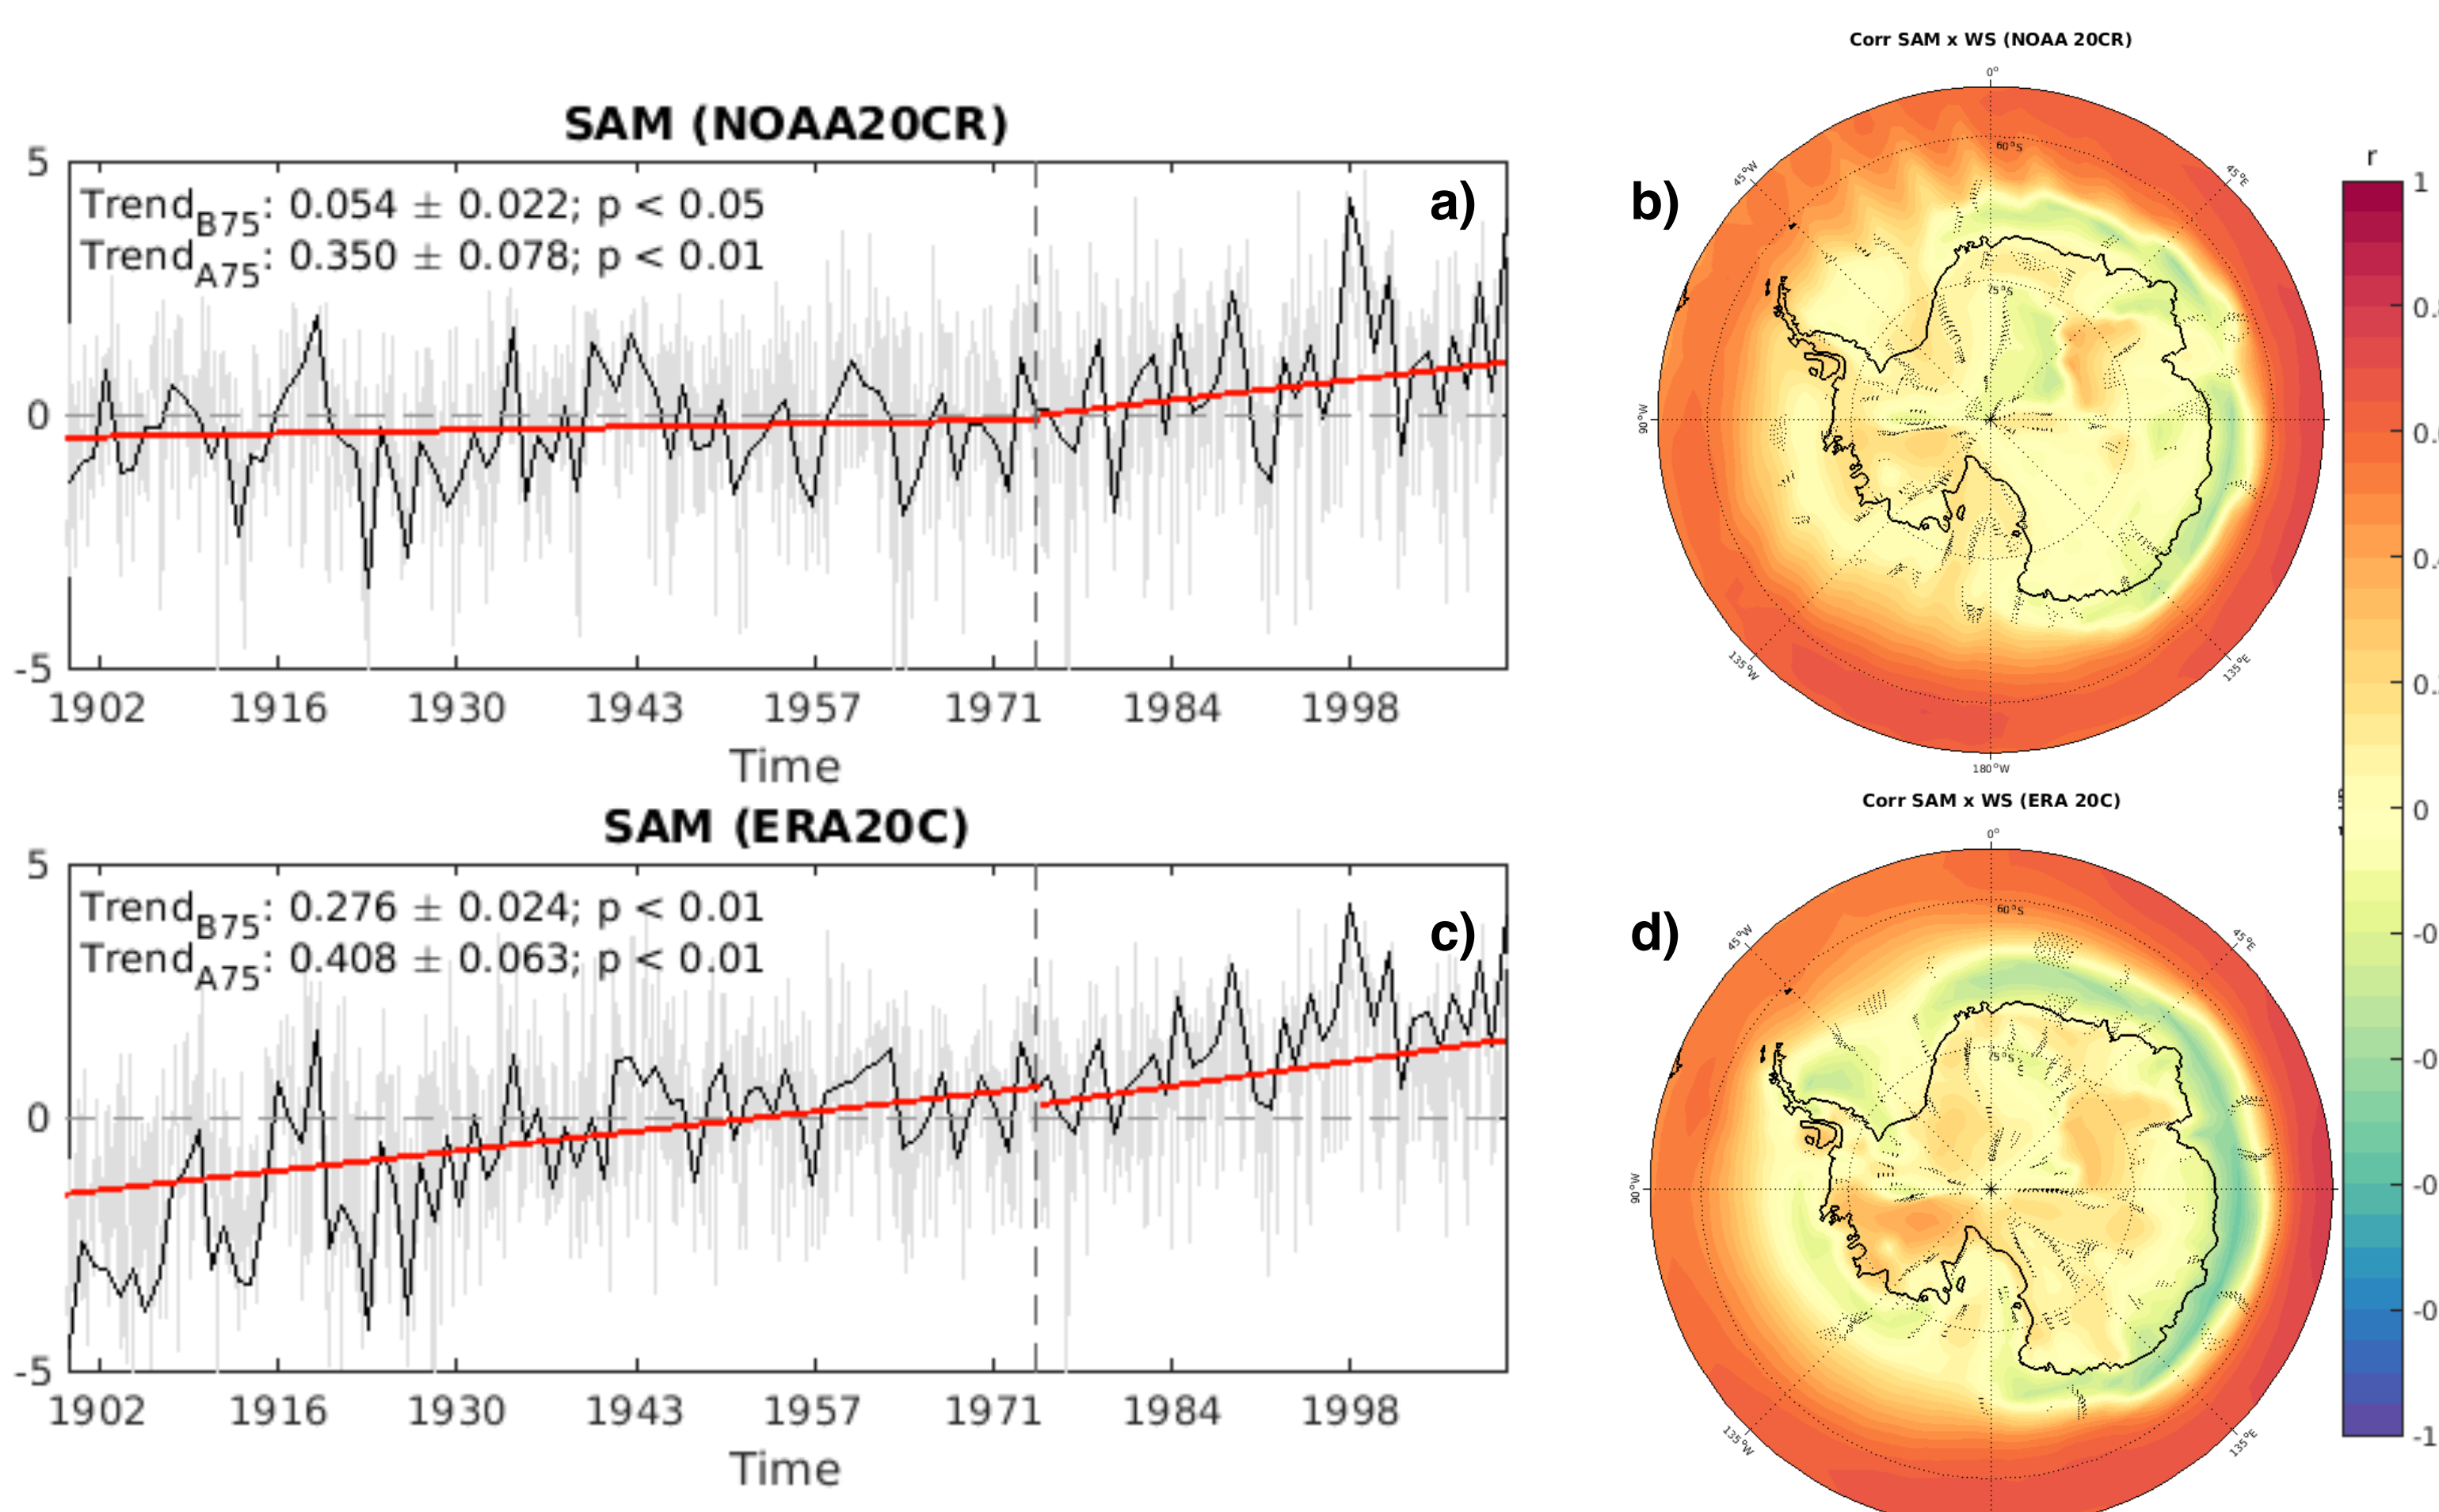 SAM (NOAA20CR)
a)
5
0
-5
Trend_B75: 0.054 ± 0.022; p < 0.05
Trend_A75: 0.350 ± 0.078; p < 0.01
1902 1916 1930 1943 1957 1971 1984 1998
Time
Corr SAM x WS (NOAA 20CR)
b)
0°
45°W
60°S
45°E
75°S
90°W
135°W
135°E
180°W
SAM (ERA20C)
c)
5
0
-5
Trend_B75: 0.276 ± 0.024; p < 0.01
Trend_A75: 0.408 ± 0.063; p < 0.01
1902 1916 1930 1943 1957 1971 1984 1998
Time
Corr SAM x WS (ERA 20C)
d)
0°
45°W
60°S
45°E
75°S
90°W
135°W
135°E
r
1
0
-1